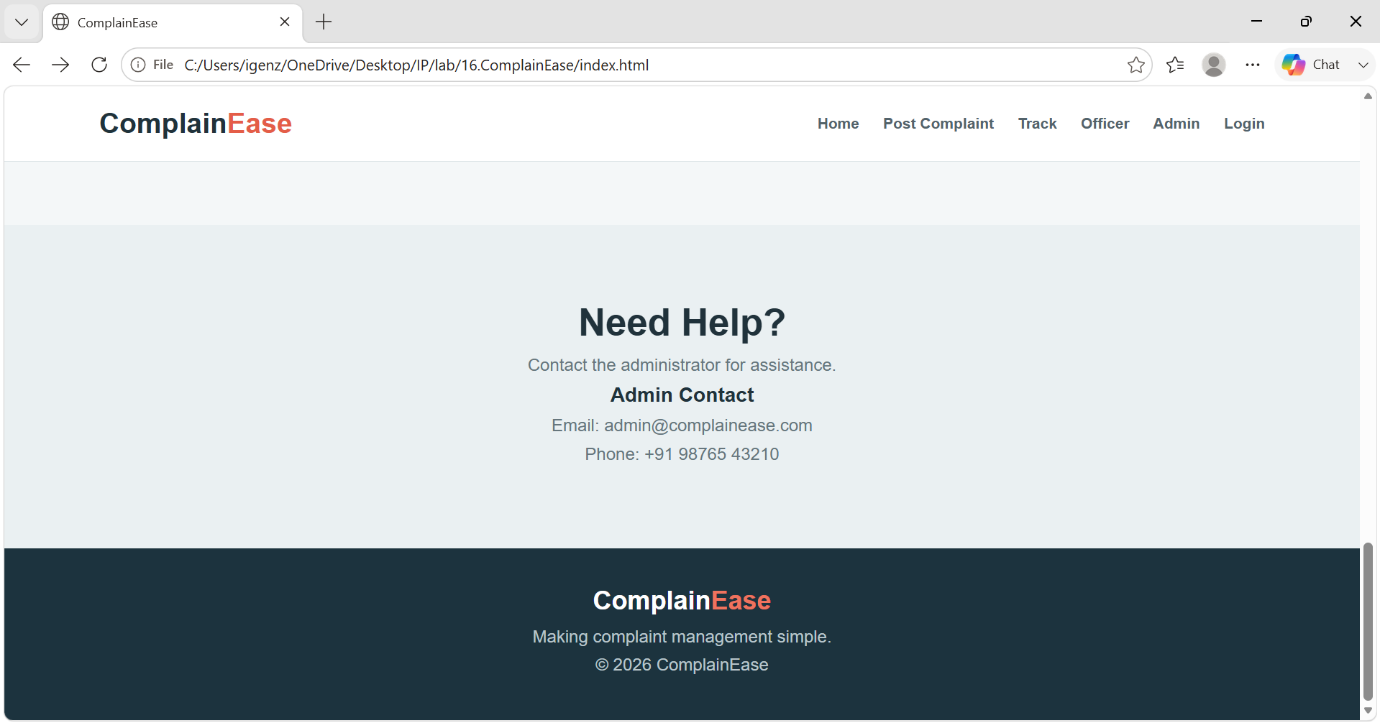 ComplainEase
File C:/Users/igenz/OneDrive/Desktop/IP/lab/16.ComplainEase/index.html
Chat
ComplainEase
Home Post Complaint Track Officer Admin Login
Need Help?
Contact the administrator for assistance.
Admin Contact
Email: admin@complainease.com
Phone: +91 98765 43210
ComplainEase
Making complaint management simple.
© 2026 ComplainEase